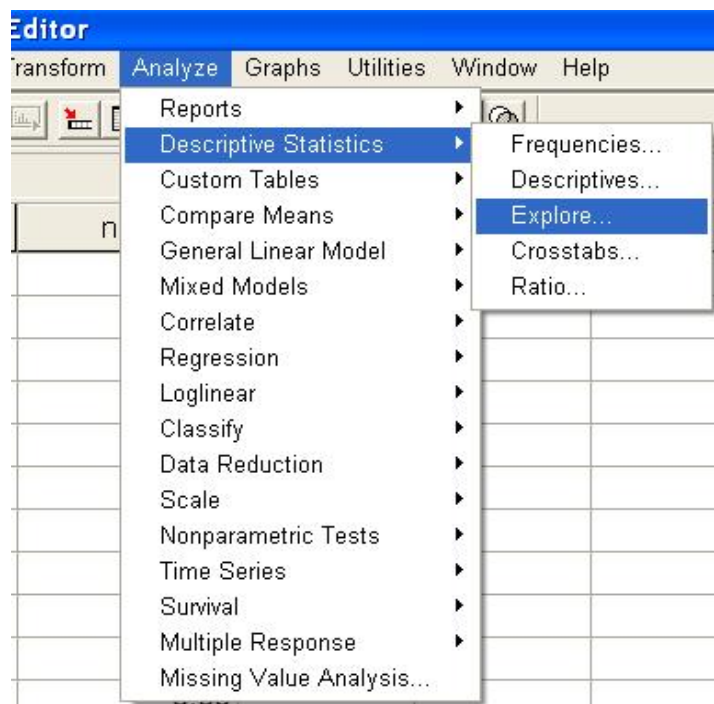 Editor
Transform Analyze Graphs Utilities Window Help
Reports
Descriptive Statistics
Custom Tables
Compare Means
General Linear Model
Mixed Models
Correlate
Regression
Loglinear
Classify
Data Reduction
Scale
Nonparametric Tests
Time Series
Survival
Multiple Response
Missing Value Analysis...
Frequencies...
Descriptives...
Explore...
Crosstabs...
Ratio...
n